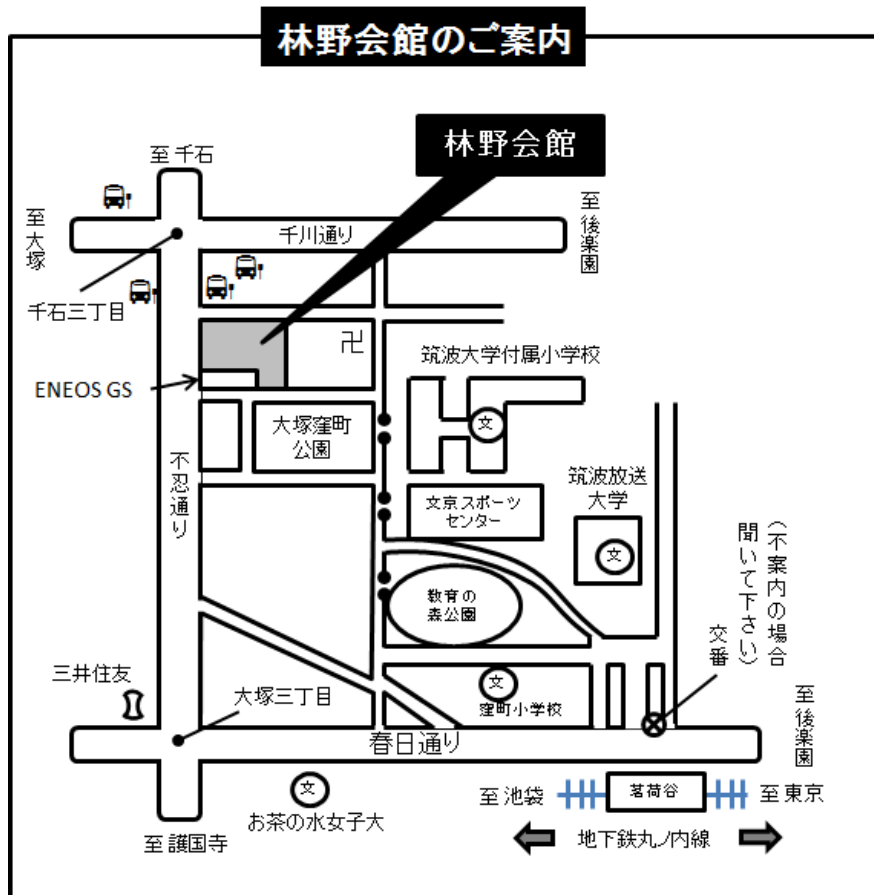 林野会館のご案内
林野会館
至千石
至大塚
千川通り
至後楽園
千石三丁目
卍
筑波大学付属小学校
ENEOS GS
大塚窪町
公園
文
不忍通り
筑波放送
大学
文京スポーツ
センター
文
(不案内の場合
聞いて下さい)
交番
教育の
森公園
三井住友
大塚三丁目
文
窪町小学校
至後楽園
春日通り
文
お茶の水女子大
至池袋
茗荷谷
至東京
至護国寺
地下鉄丸ノ内線